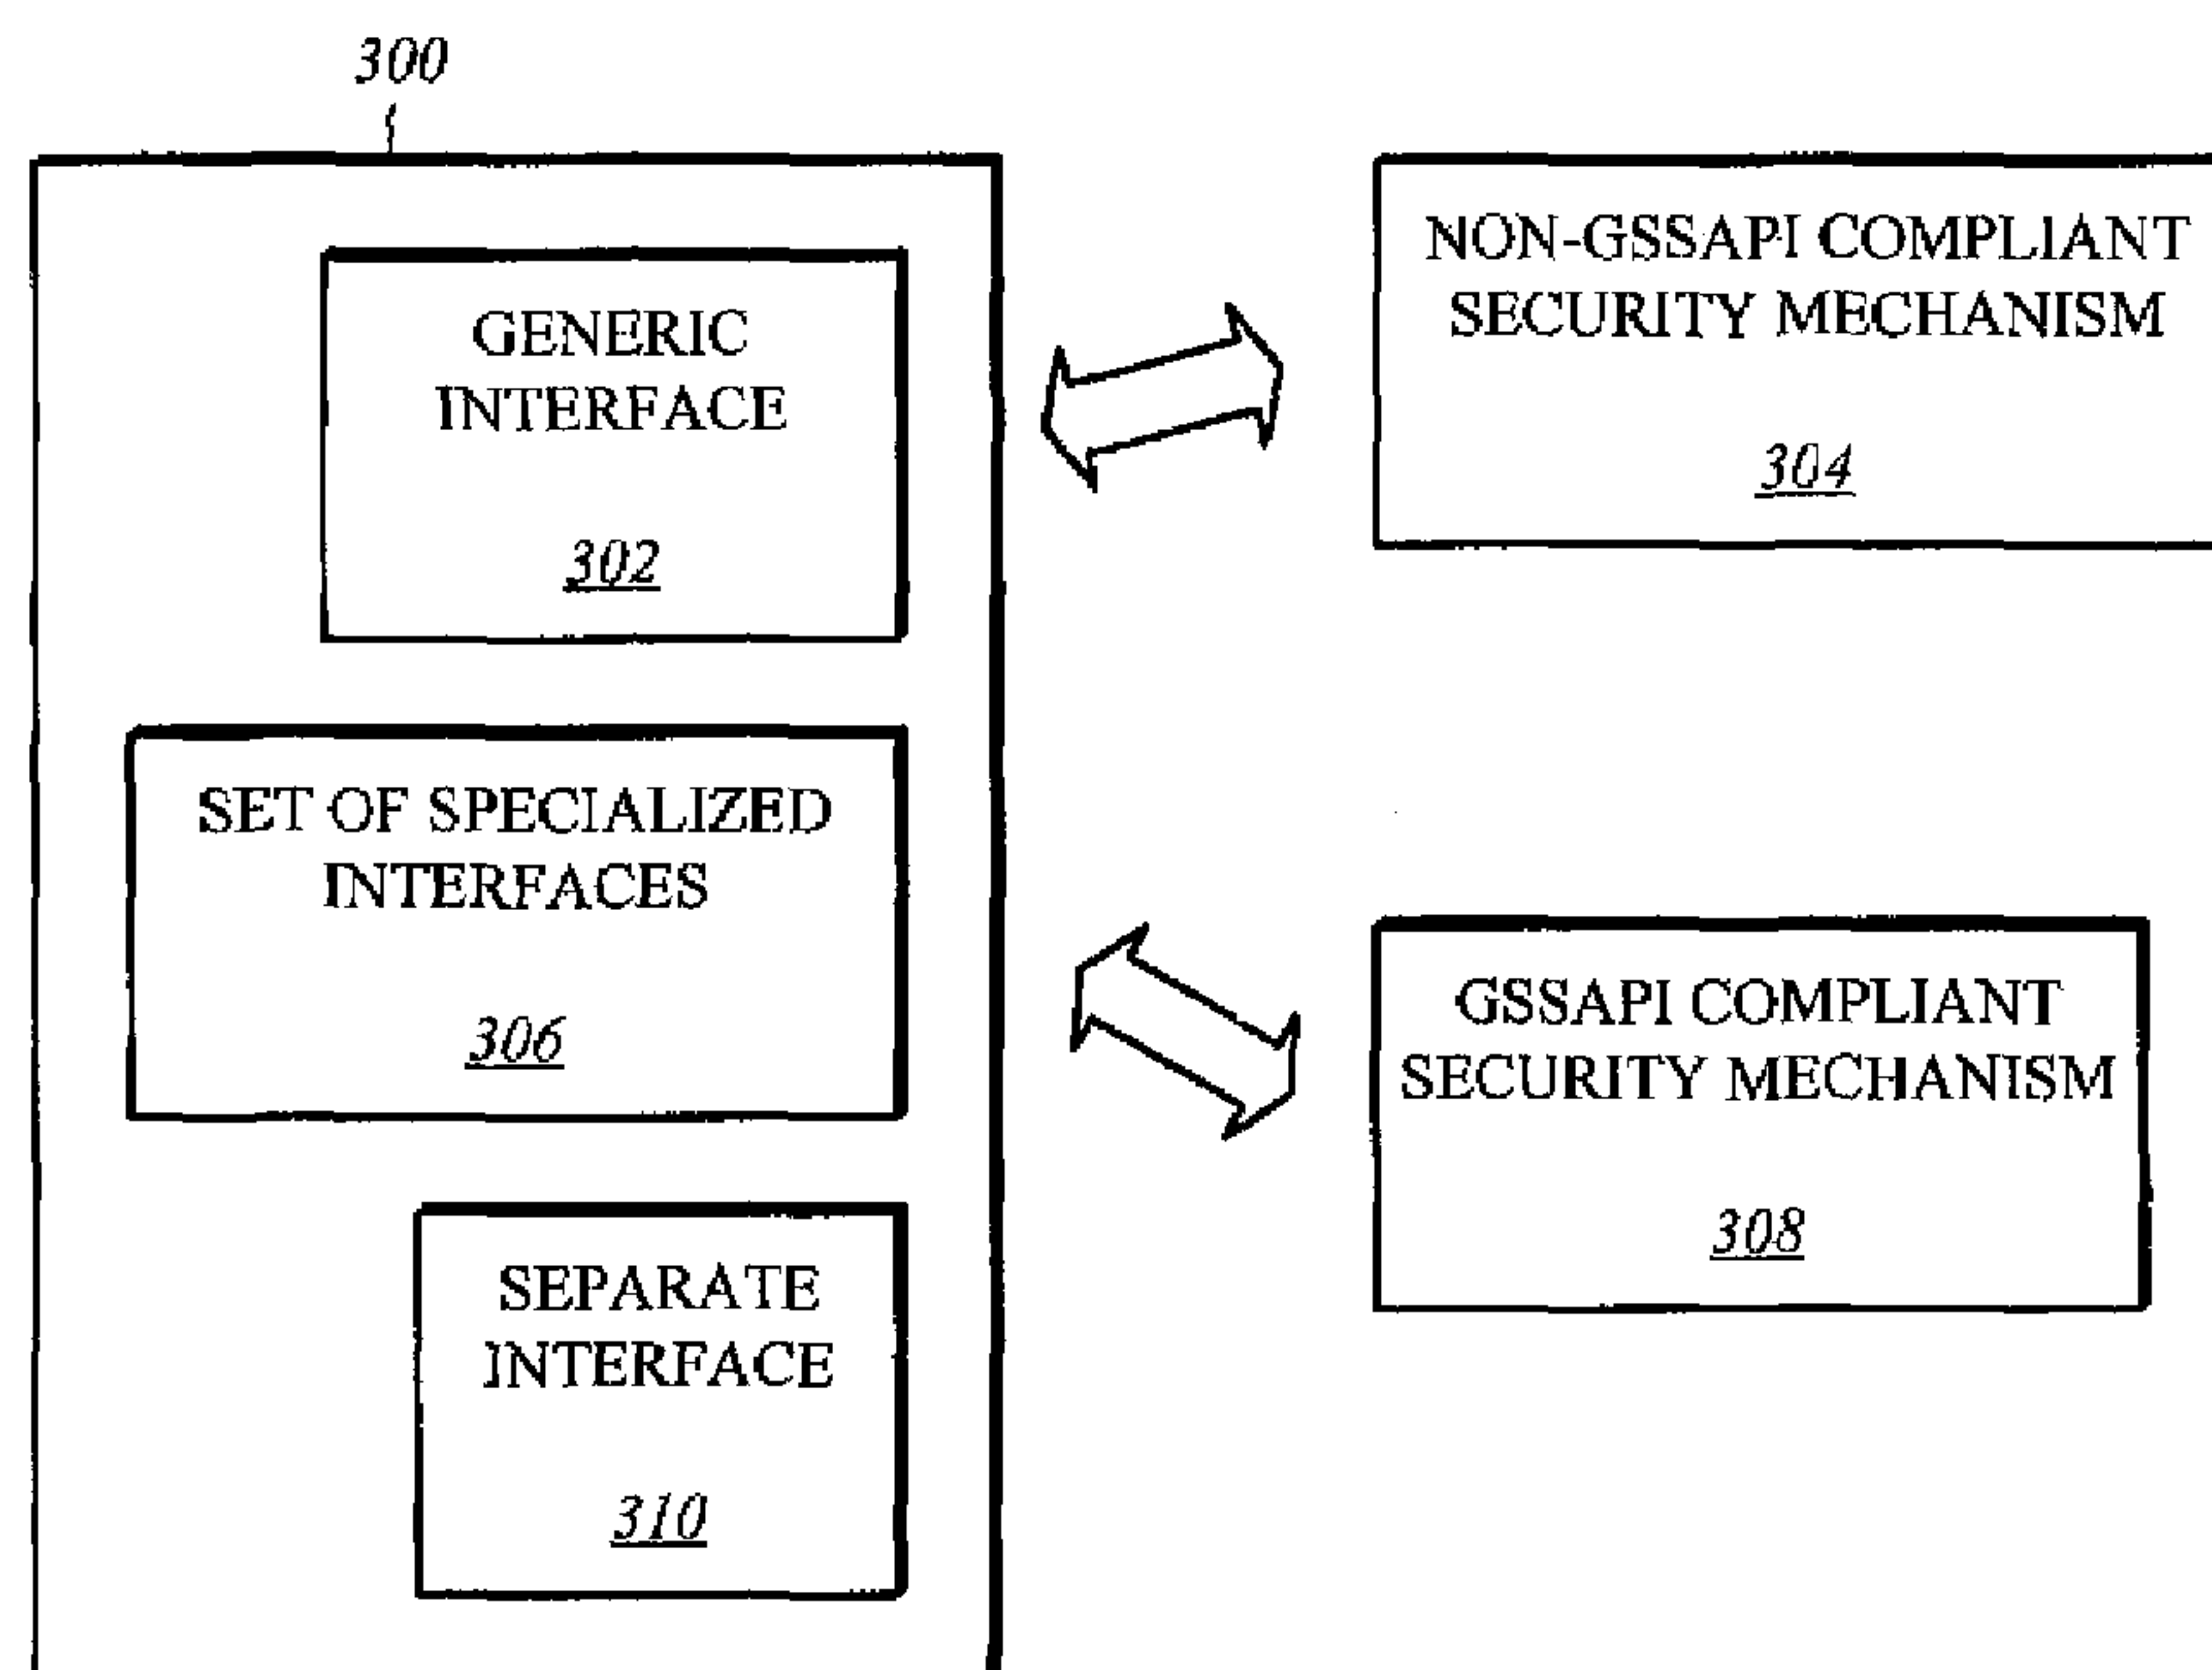 300
GENERIC
INTERFACE
302
SET OF SPECIALIZED
INTERFACES
306
SEPARATE
INTERFACE
310
NON-GSSAPI COMPLIANT
SECURITY MECHANISM
304
GSSAPI COMPLIANT
SECURITY MECHANISM
308